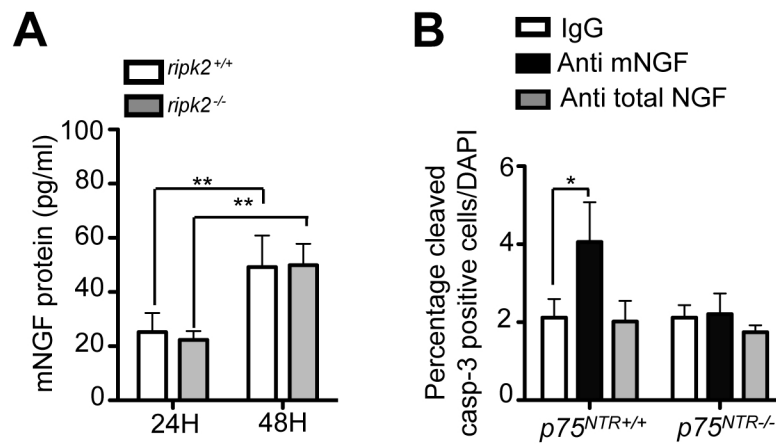 A
ripk2+/+
ripk2-/-
mNGF protein (pg/ml)
100
80
60
40
20
0
**
**
24H
48H
B
IgG
Anti mNGF
Anti total NGF
Percentage cleaved
casp-3 positive cells/DAPI
6
4
2
0
*
p75NTR+/+
p75NTR-/-